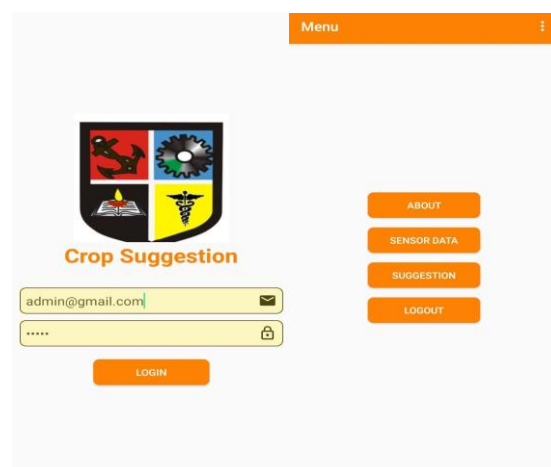 Crop Suggestion
admin@gmail.com
•••••
LOGIN
Menu
ABOUT
SENSOR DATA
SUGGESTION
LOGOUT